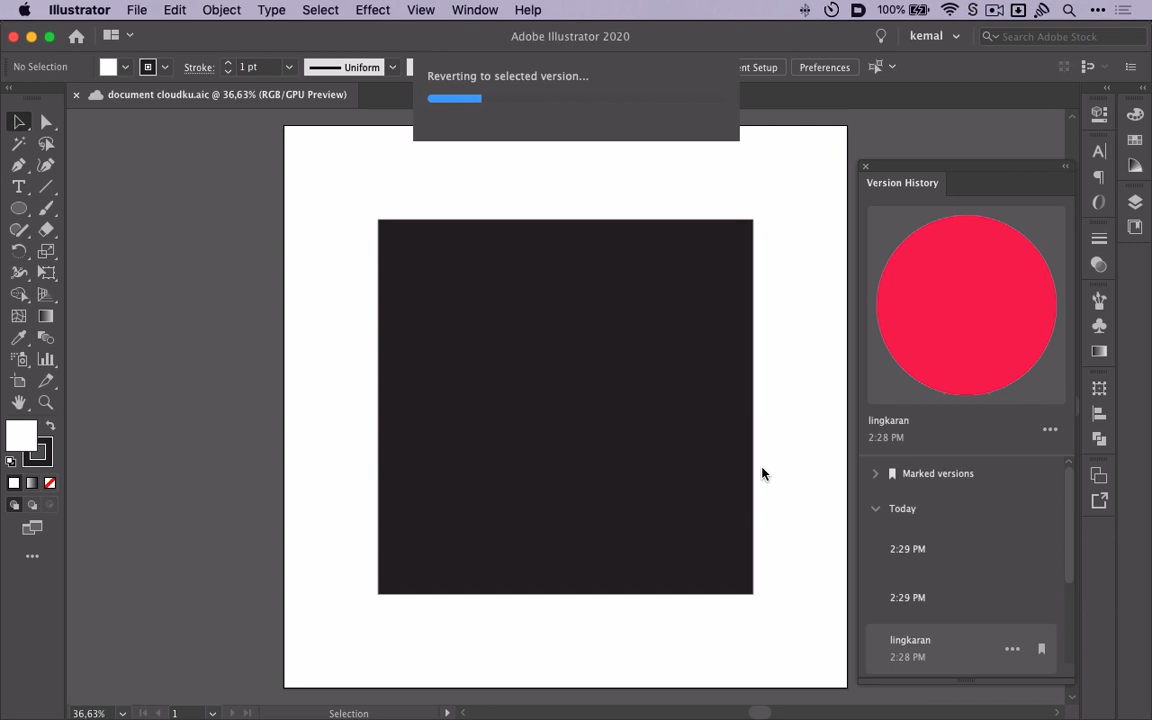 Illustrator File Edit Object Type Select Effect View Window Help 100%
Adobe Illustrator 2020 kemal Search Adobe Stock
No Selection Stroke: 1 pt Uniform ent Setup Preferences
Reverting to selected version...
× document cloudku.aic @ 36,63% (RGB/GPU Preview)
Version History
lingkaran
2:28 PM
Marked versions
Today
2:29 PM
2:29 PM
lingkaran
2:28 PM
36,63% 1 Selection